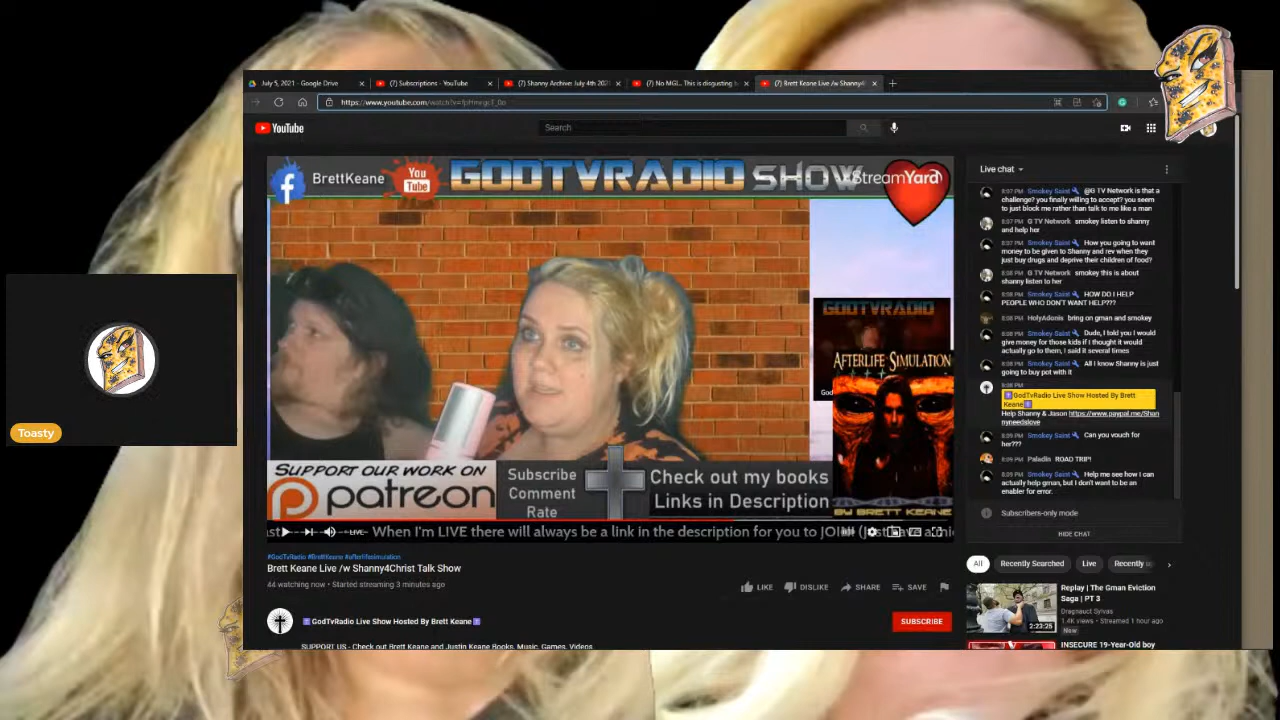 July 5, 2021 - Google Drive
(7) Subscriptions - YouTube
(7) Shanny Archive: July 4th 2021
(7) No MGL.. This is disgusting
(7) Brett Keane Live /w Shanny4
YouTube
Search
BrettKeane
You
Tube
GODTVRADIO SHOW
StreamYard
GODTVRADIO
AFTERLIFE SIMULATION
God
BY BRETT KEANE
SUPPORT OUR WORK ON
patreon
Subscribe
Comment
Rate
Check out my books
Links in Description
LIVE
When I'm LIVE there will always be a link in the description for you to JOI
#GodTvRadio #BrettKeane #afterlifesimulation
Brett Keane Live /w Shanny4Christ Talk Show
44 watching now • Started streaming 3 minutes ago
LIKE
DISLIKE
SHARE
SAVE
GodTvRadio Live Show Hosted By Brett Keane
SUBSCRIBE
SUPPORT US - Check out Brett Keane and Justin Keane Books, Music, Games, Videos
Live chat
8:07 PM Smokey Saint @G TV Network is that a
challenge? you finally willing to accept? you seem
to just block me rather than talk to me like a man
8:07 PM G TV Network smokey listen to shanny
and help her
8:07 PM Smokey Saint How you going to want
money to be given to Shanny and rev when they
just buy drugs and deprive their children of food?
8:08 PM G TV Network smokey this is about
shanny listen to her
8:08 PM Smokey Saint HOW DO I HELP
PEOPLE WHO DON'T WANT HELP???
8:08 PM HolyAdonis bring on gman and smokey
8:08 PM Smokey Saint Dude, I told you I would
give money for those kids if I thought it would
actually go to them, I said it several times
8:08 PM Smokey Saint All I know Shanny is just
going to buy pot with it
8:08 PM
GodTvRadio Live Show Hosted By Brett
Keane
Help Shanny & Jason https://www.paypal.me/Shan
nyneedslove
8:09 PM Smokey Saint Can you vouch for
her???
8:09 PM Paladin ROAD TRIP!
8:09 PM Smokey Saint Help me see how I can
actually help gman, but I don't want to be an
enabler for error.
Subscribers-only mode
HIDE CHAT
All
Recently Searched
Live
Recently
Replay | The Gman Eviction
Saga | PT 3
Dragnauct Sylvas
1.4K views • Streamed 1 hour ago
New
2:23:25
INSECURE 19-Year-Old boy
Toasty